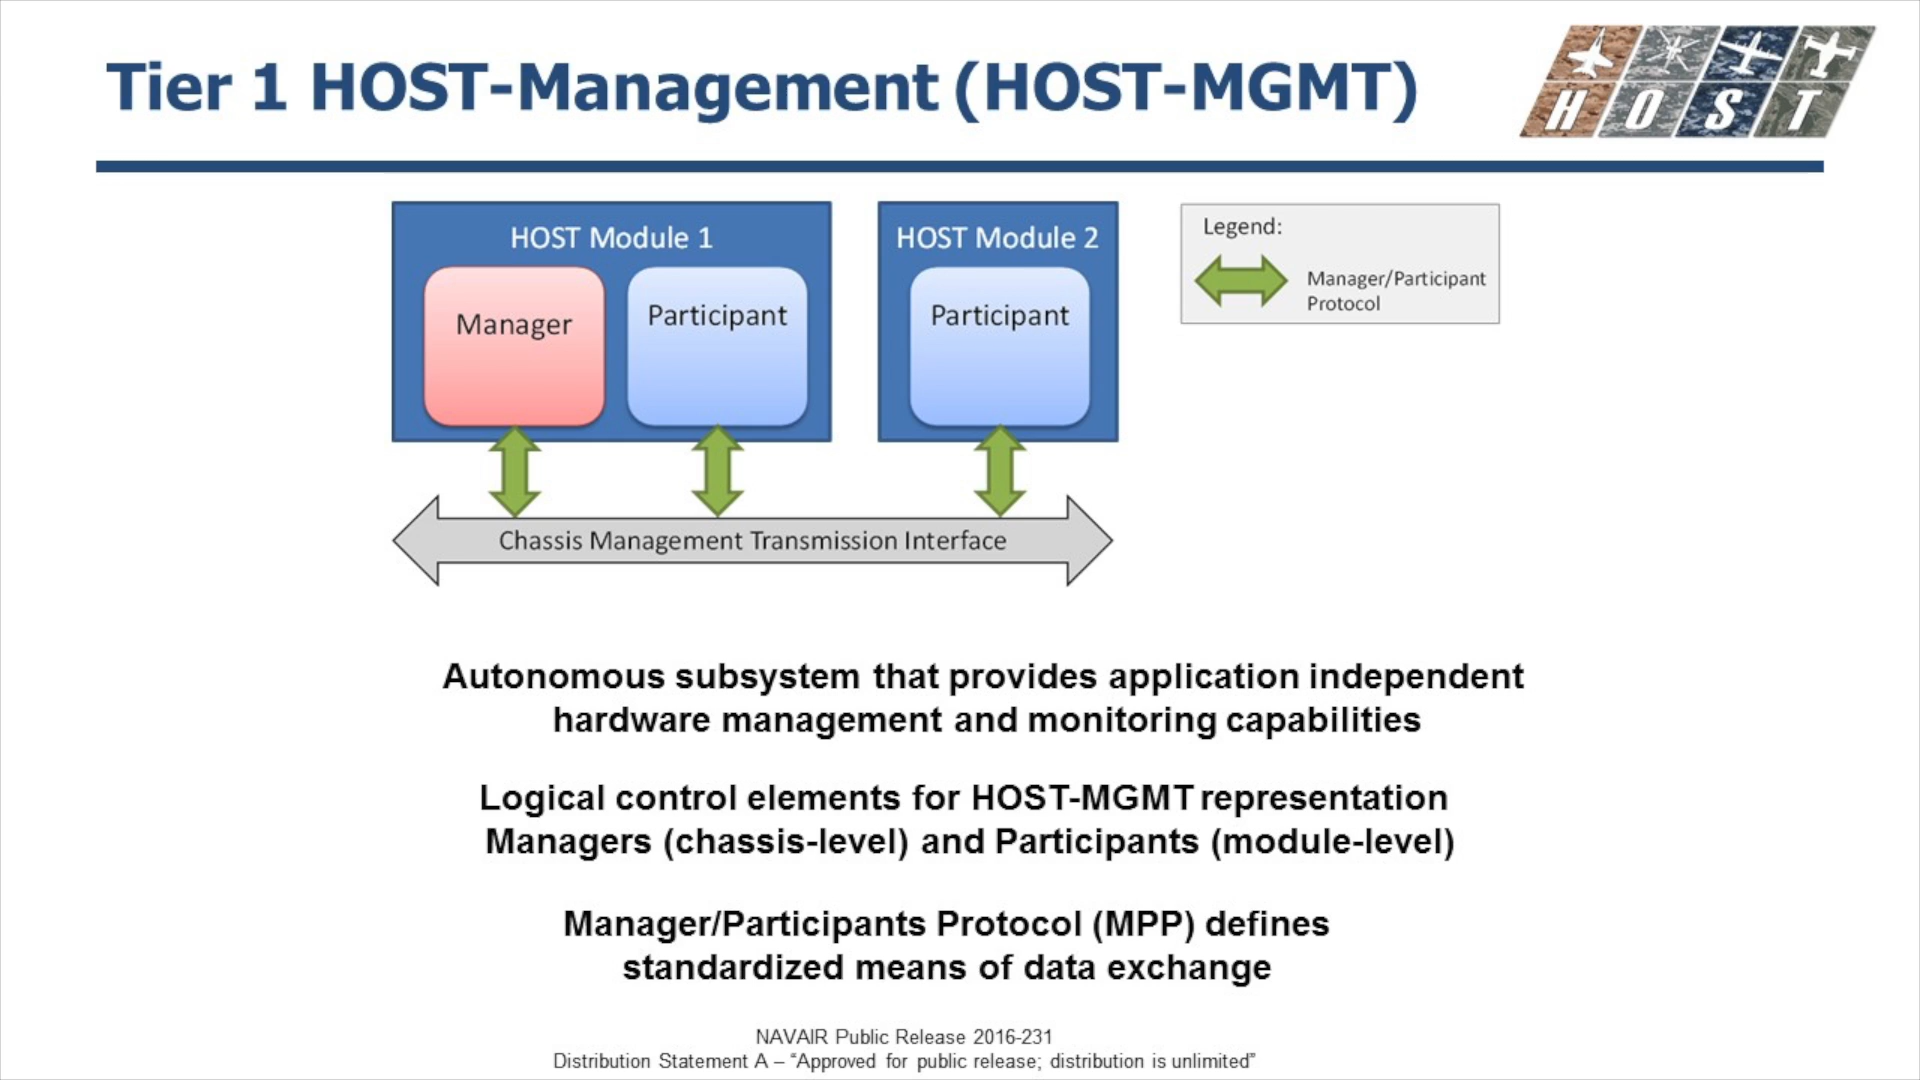 Tier 1 HOST-Management (HOST-MGMT)
HOST
HOST Module 1
Manager
Participant
HOST Module 2
Participant
Legend:
Manager/Participant
Protocol
Chassis Management Transmission Interface
Autonomous subsystem that provides application independent
hardware management and monitoring capabilities
Logical control elements for HOST-MGMT representation
Managers (chassis-level) and Participants (module-level)
Manager/Participants Protocol (MPP) defines
standardized means of data exchange
NAVAIR Public Release 2016-231
Distribution Statement A – “Approved for public release; distribution is unlimited”